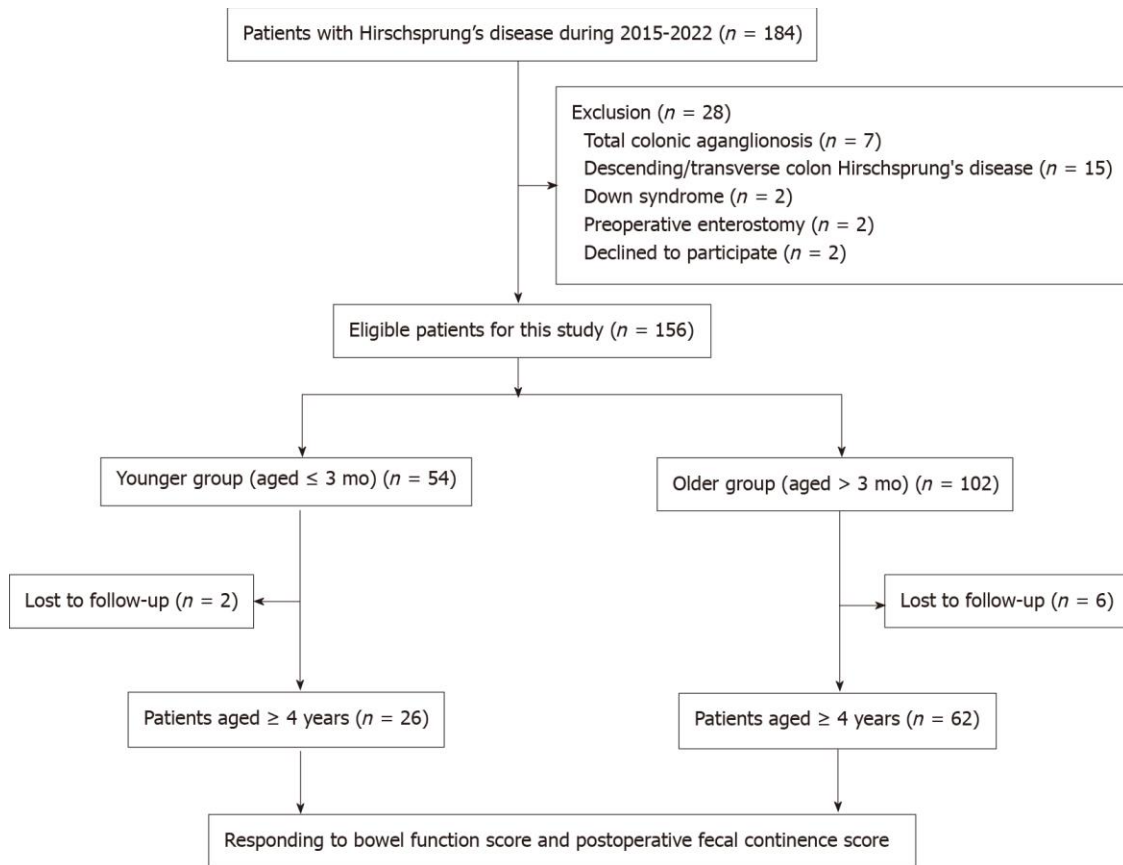 Patients with Hirschsprung’s disease during 2015-2022 (n = 184)
Exclusion (n = 28)
Total colonic aganglionosis (n = 7)
Descending/transverse colon Hirschsprung's disease (n = 15)
Down syndrome (n = 2)
Preoperative enterostomy (n = 2)
Declined to participate (n = 2)
Eligible patients for this study (n = 156)
Younger group (aged ≤ 3 mo) (n = 54)
Older group (aged > 3 mo) (n = 102)
Lost to follow-up (n = 2)
Lost to follow-up (n = 6)
Patients aged ≥ 4 years (n = 26)
Patients aged ≥ 4 years (n = 62)
Responding to bowel function score and postoperative fecal continence score